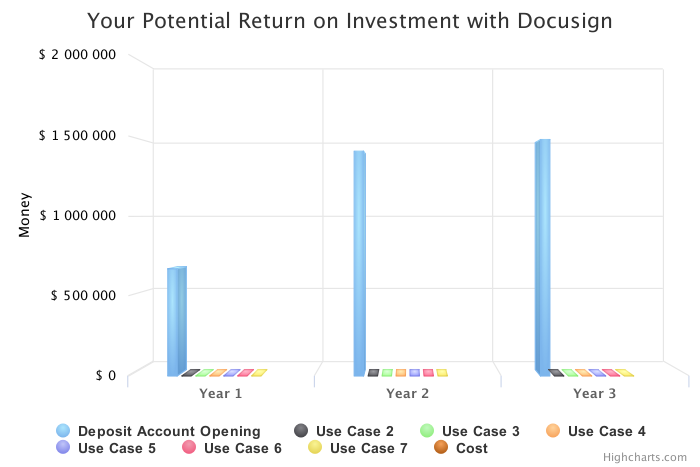 Your Potential Return on Investment with Docusign
$ 2 000 000
$ 1 500 000
$ 1 000 000
$ 500 000
$ 0
Money
Year 1 Year 2 Year 3
Deposit Account Opening Use Case 2 Use Case 3 Use Case 4
Use Case 5 Use Case 6 Use Case 7 Cost
Highcharts.com